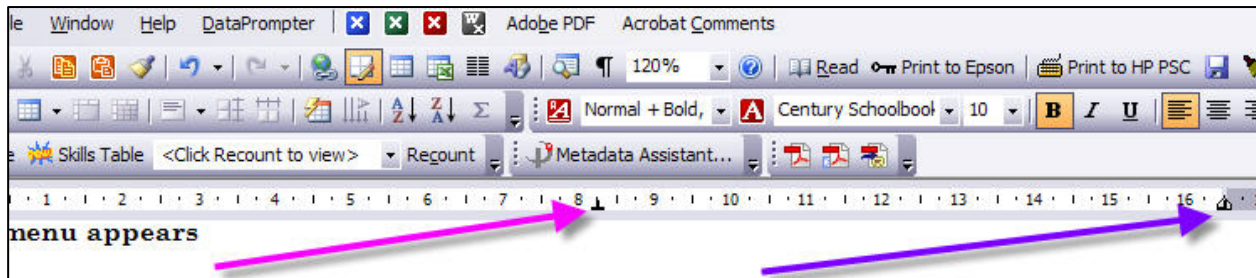 le Window Help DataPrompter Adobe PDF Acrobat Comments
120% Read Print to Epson Print to HP PSC
Normal + Bold, Century Schoolbook 10 B I U
Skills Table <Click Recount to view> Recount Metadata Assistant...
1 2 3 4 5 6 7 8 9 10 11 12 13 14 15 16
menu appears